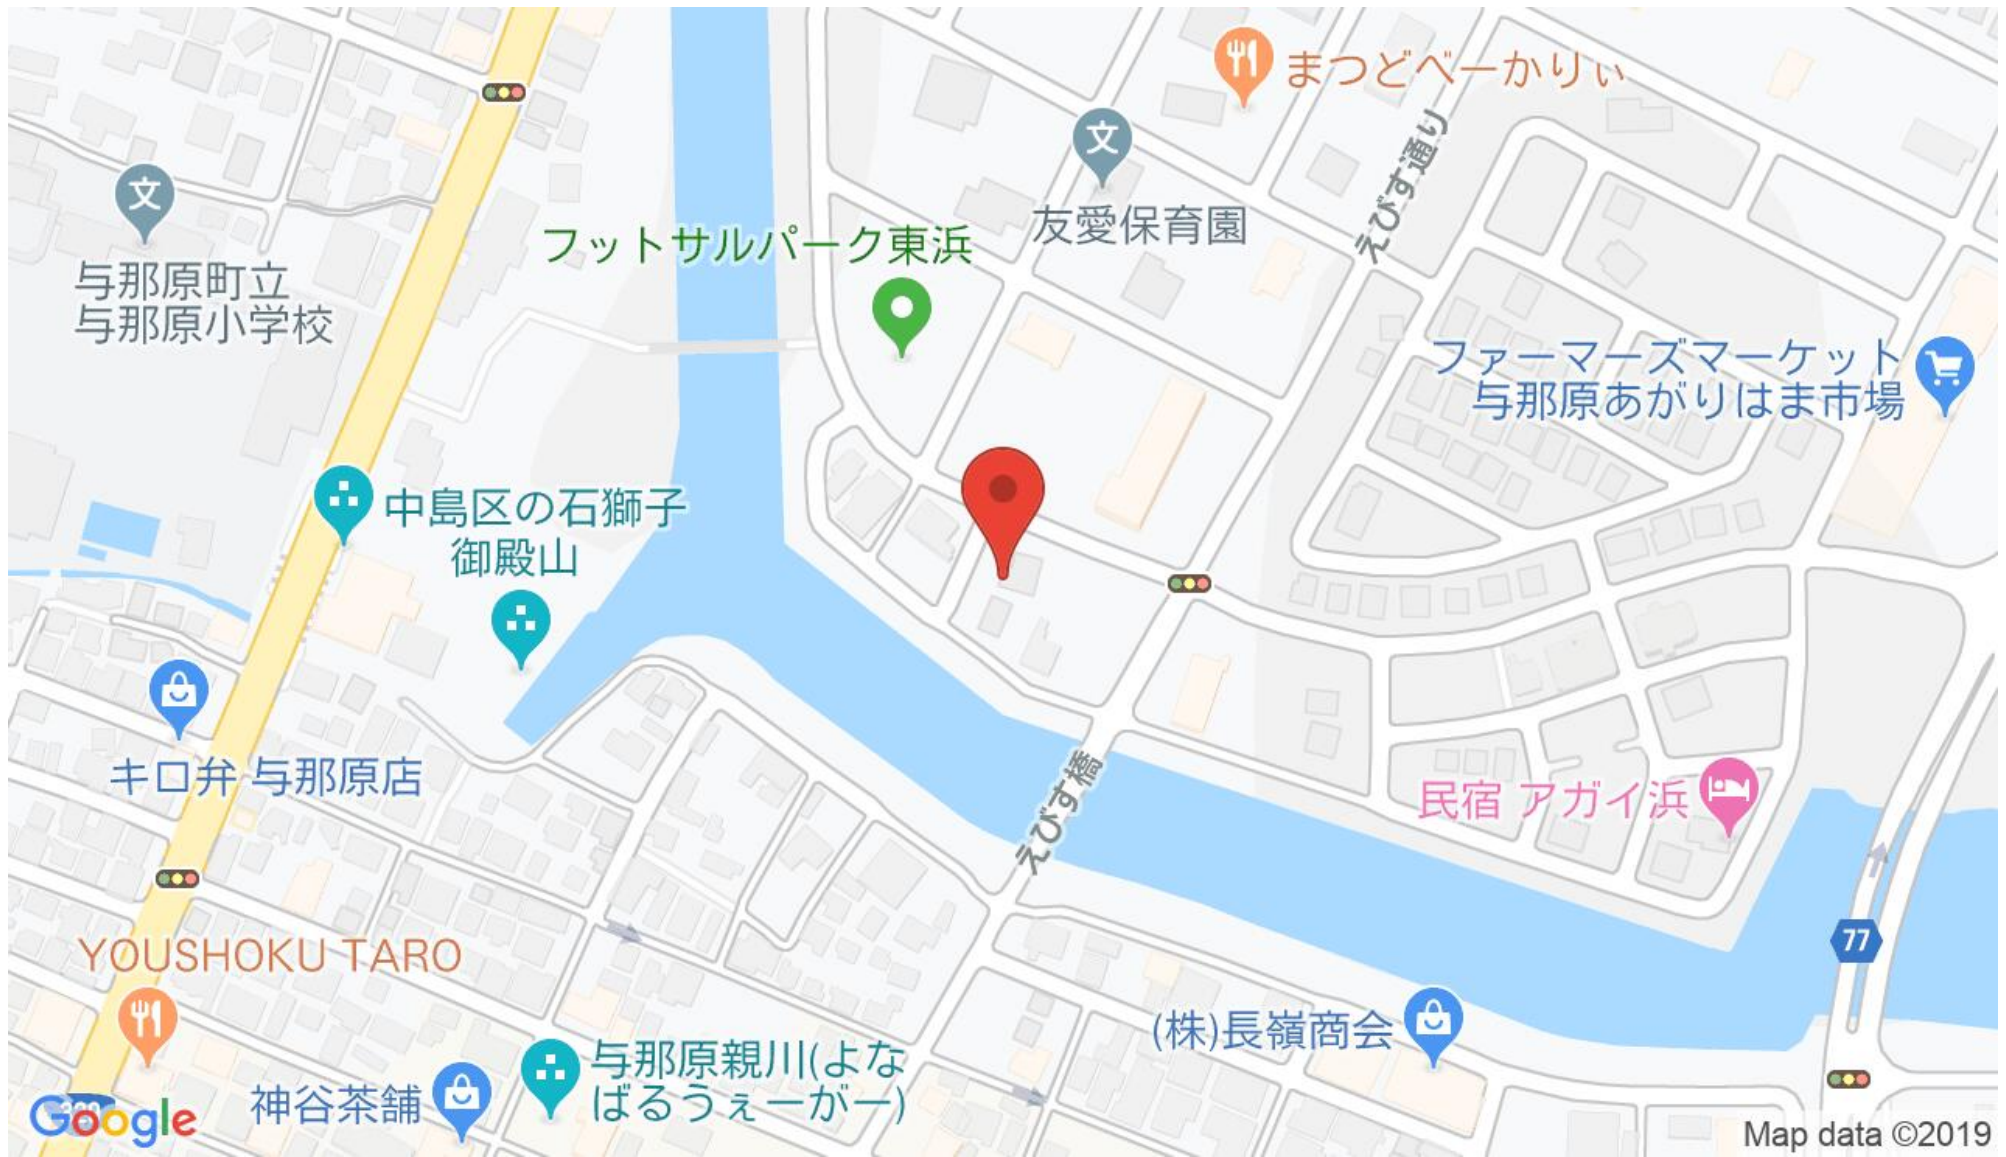 まつどべーかりぃ
えびす通り
友愛保育園
フットサルパーク東浜
与那原町立
与那原小学校
ファーマーズマーケット
与那原あがりはま市場
中島区の石獅子
御殿山
キロ弁 与那原店
えびす橋
民宿 アガイ浜
77
YOUSHOKU TARO
(株)長嶺商会
与那原親川(よな
ばるうぇーがー)
神谷茶舗
Google
Map data ©2019